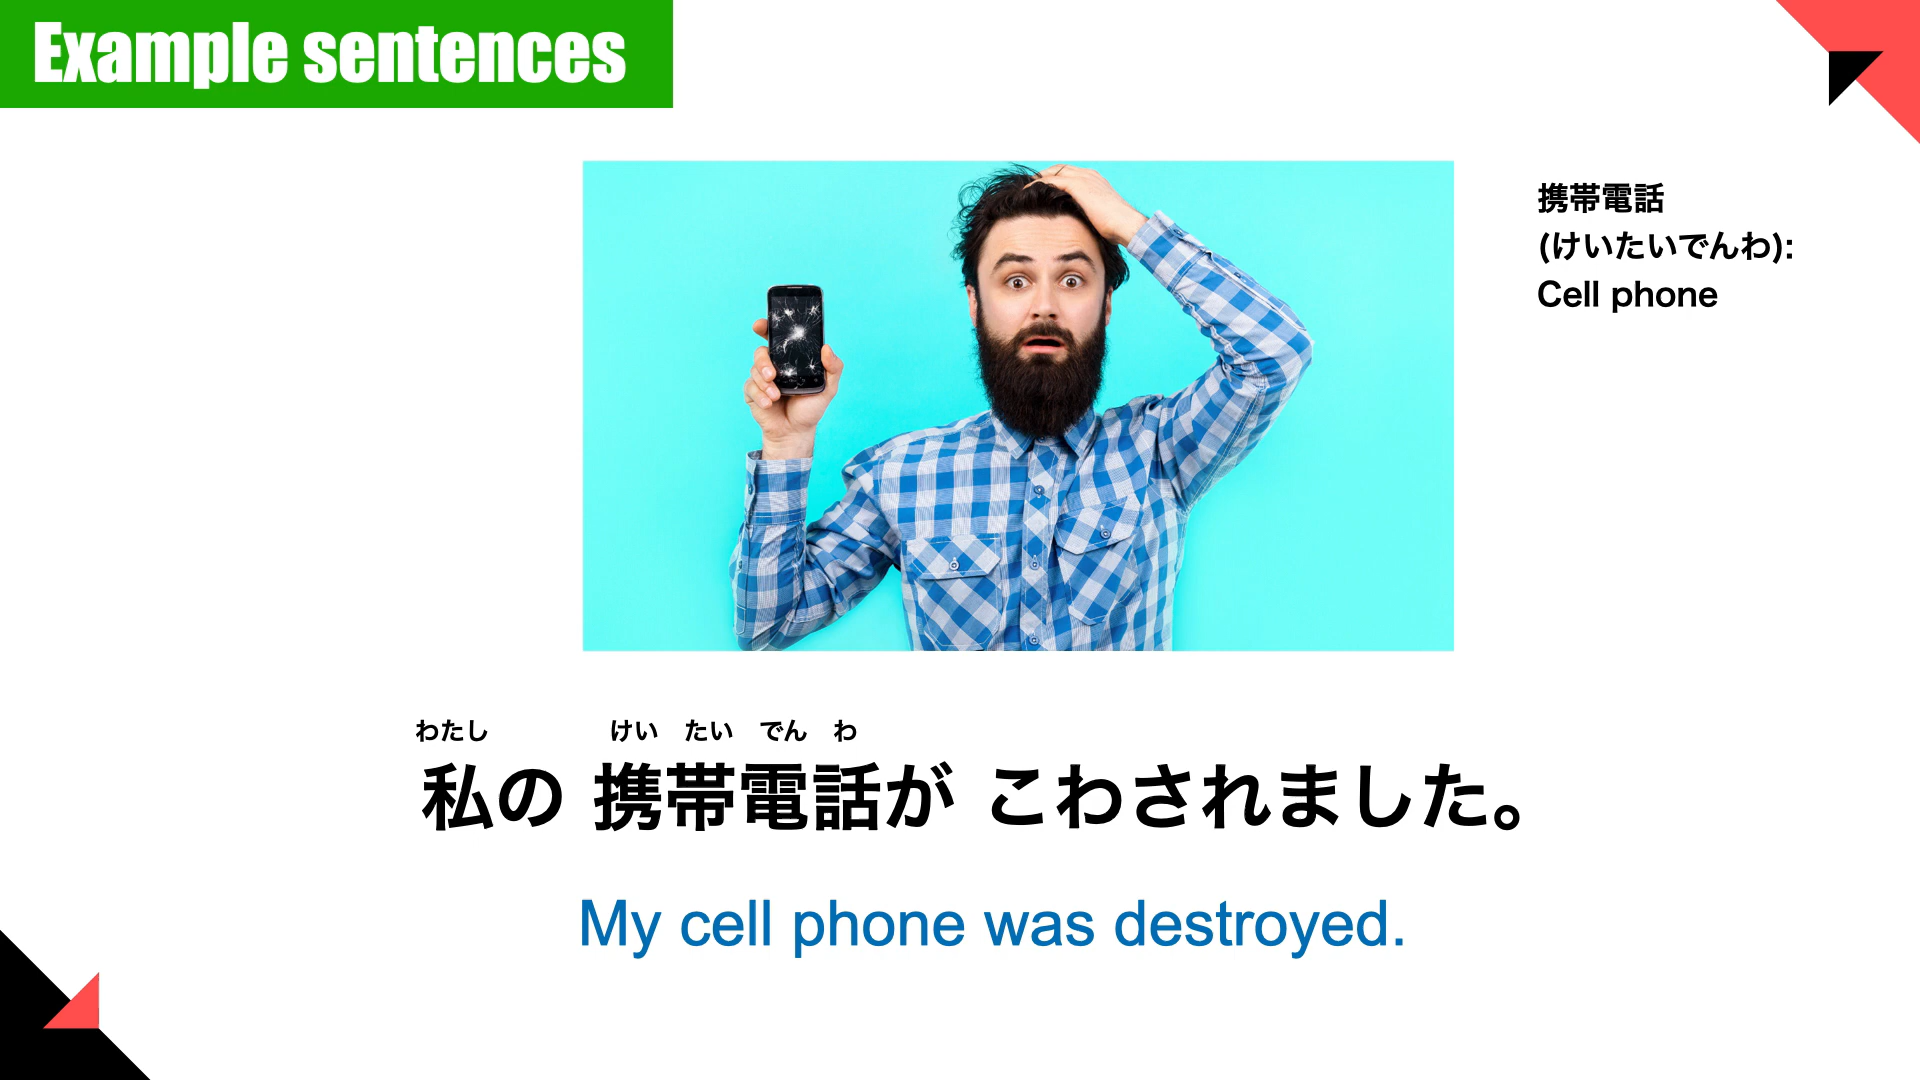 Example sentences
携帯電話
(けいたいでんわ):
Cell phone
わたし けい たい でん わ
私の 携帯電話が こわされました。
My cell phone was destroyed.